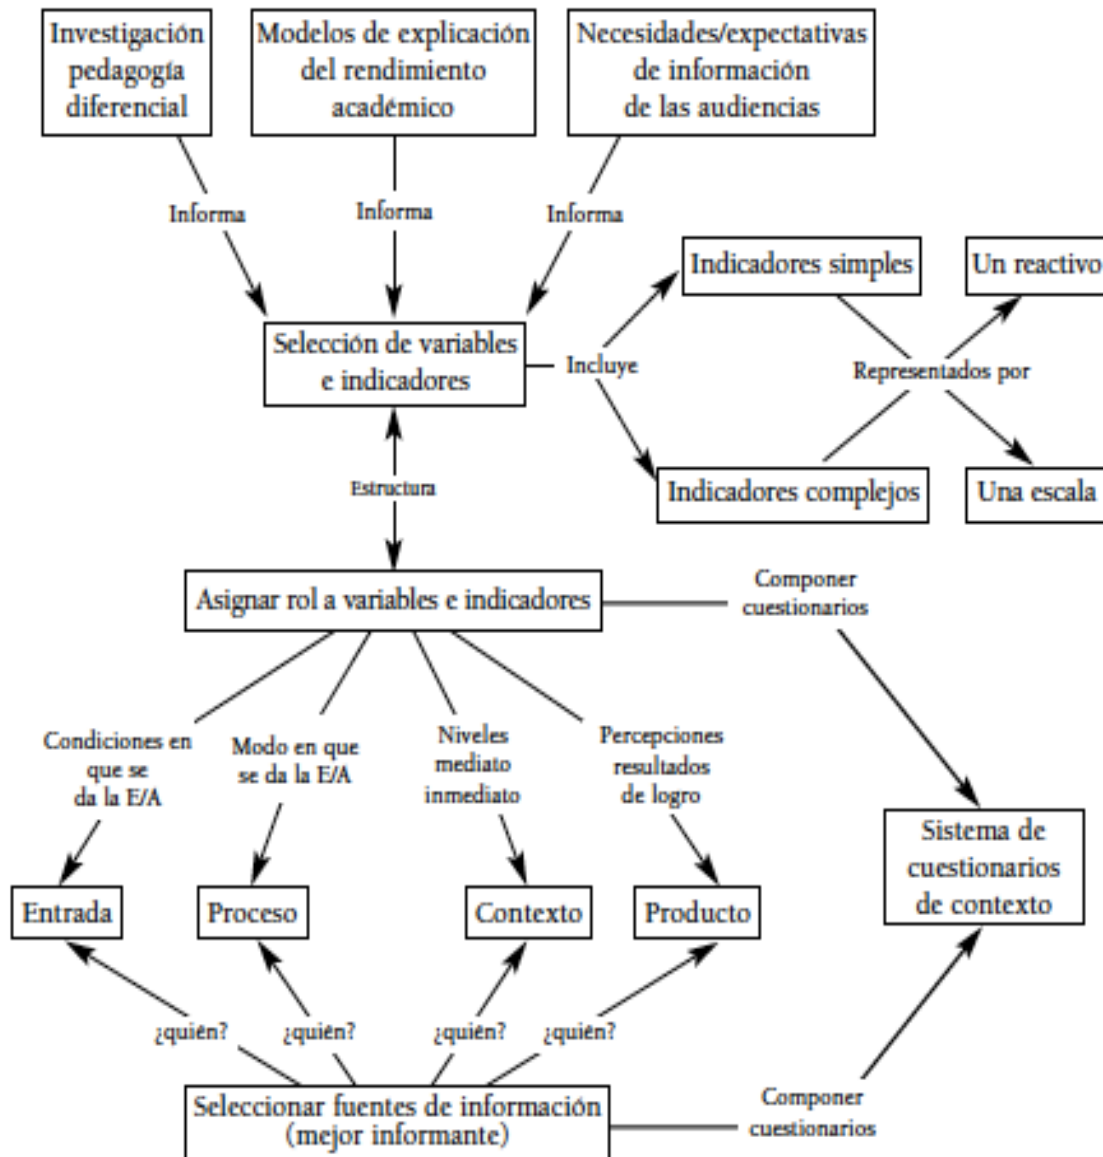 Investigación
pedagogía
diferencial
Modelos de explicación
del rendimiento
académico
Necesidades/expectativas
de información
de las audiencias
Informa
Informa
Informa
Indicadores simples
Un reactivo
Selección de variables
e indicadores
Incluye
Representados por
Estructura
Indicadores complejos
Una escala
Asignar rol a variables e indicadores
Componer
cuestionarios
Condiciones en
que se
da la E/A
Modo en que
se da la E/A
Niveles
mediato
inmediato
Percepciones
resultados
de logro
Sistema de
cuestionarios
de contexto
Entrada
Proceso
Contexto
Producto
¿quién?
¿quién?
¿quién?
¿quién?
Seleccionar fuentes de información
(mejor informante)
Componer
cuestionarios